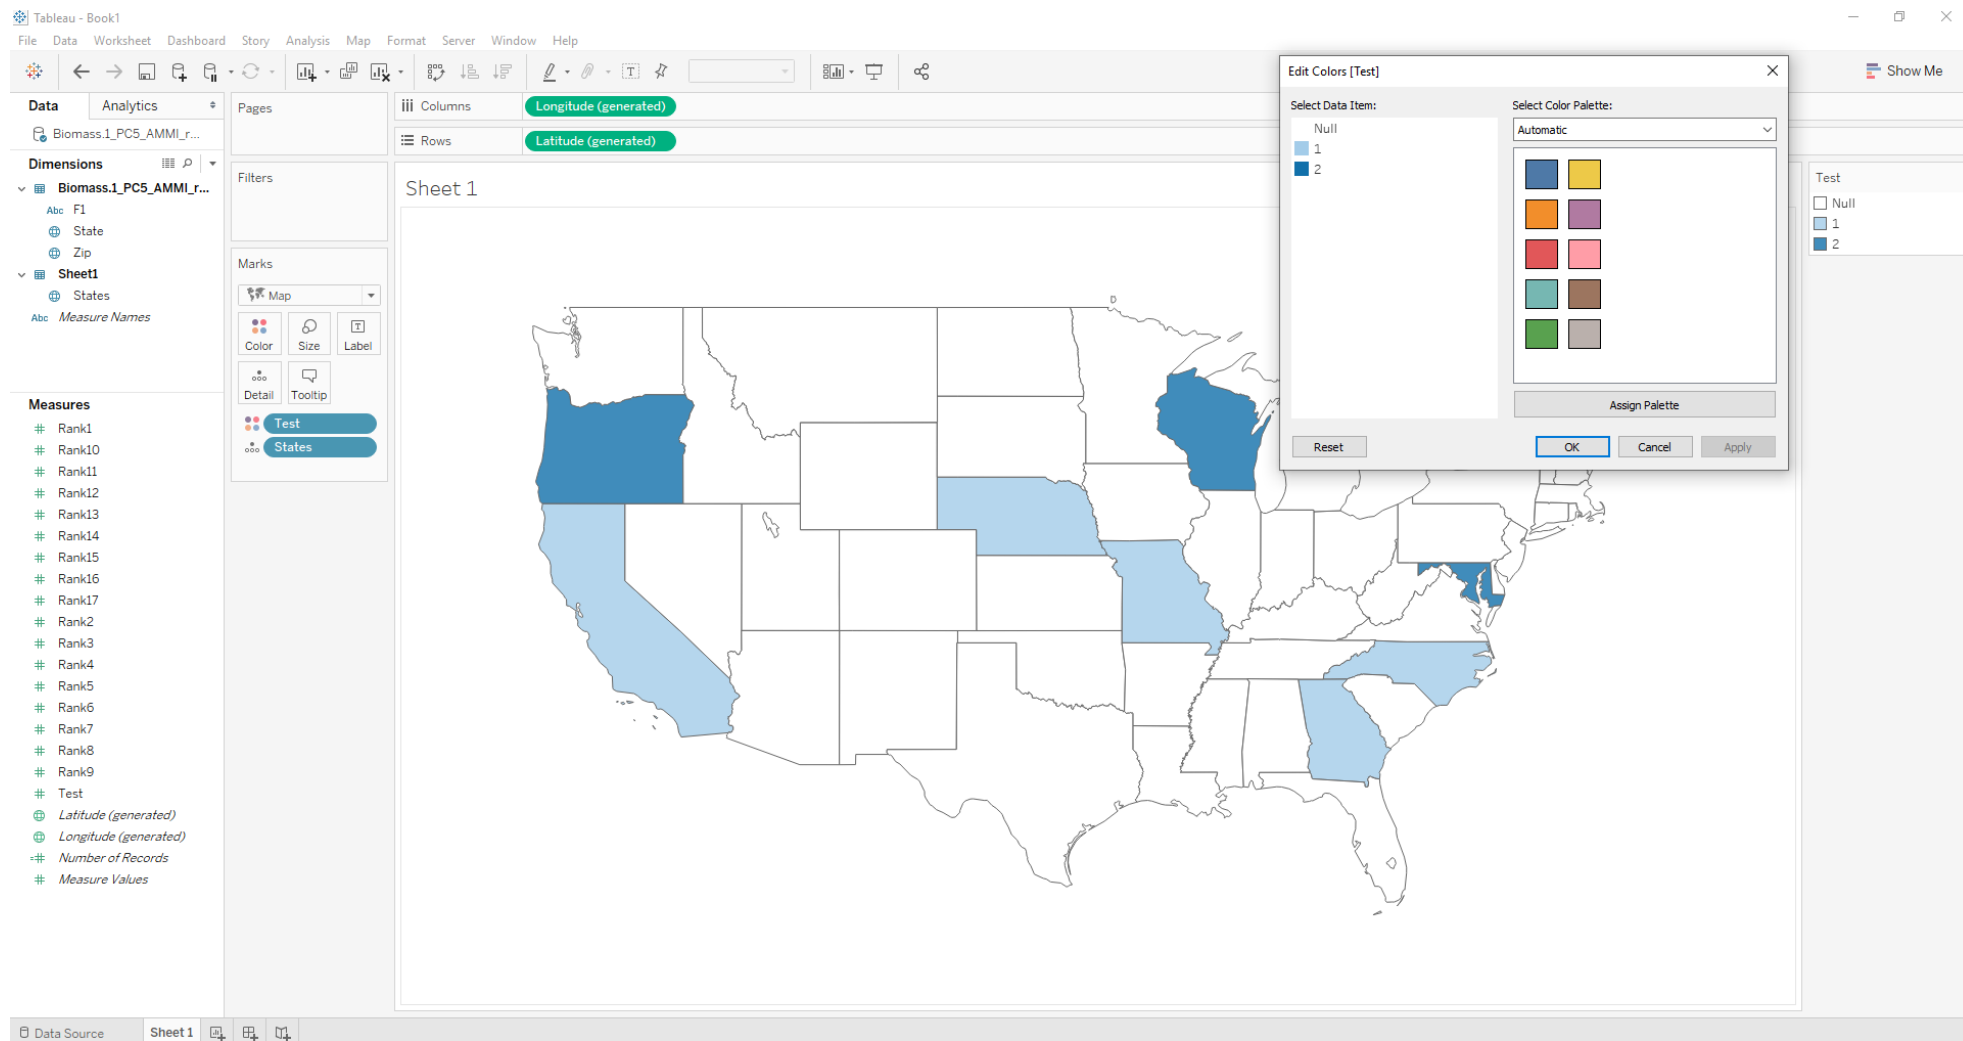 Tableau - Book1
File Data Worksheet Dashboard Story Analysis Map Format Server Window Help
Show Me
Data
Analytics
Biomass.1_PC5_AMMI_r...
Dimensions
Biomass.1_PC5_AMMI_r...
Abc F1
State
Zip
Sheet1
States
Abc Measure Names
Measures
Rank1
Rank10
Rank11
Rank12
Rank13
Rank14
Rank15
Rank16
Rank17
Rank2
Rank3
Rank4
Rank5
Rank6
Rank7
Rank8
Rank9
Test
Latitude (generated)
Longitude (generated)
Number of Records
Measure Values
Pages
Filters
Marks
Map
Color
Size
Label
Detail
Tooltip
Test
States
Columns
Longitude (generated)
Rows
Latitude (generated)
Sheet 1
Edit Colors [Test]
Select Data Item:
Null
1
2
Select Color Palette:
Automatic
Assign Palette
Reset
OK
Cancel
Apply
Test
Null
1
2
Data Source
Sheet 1